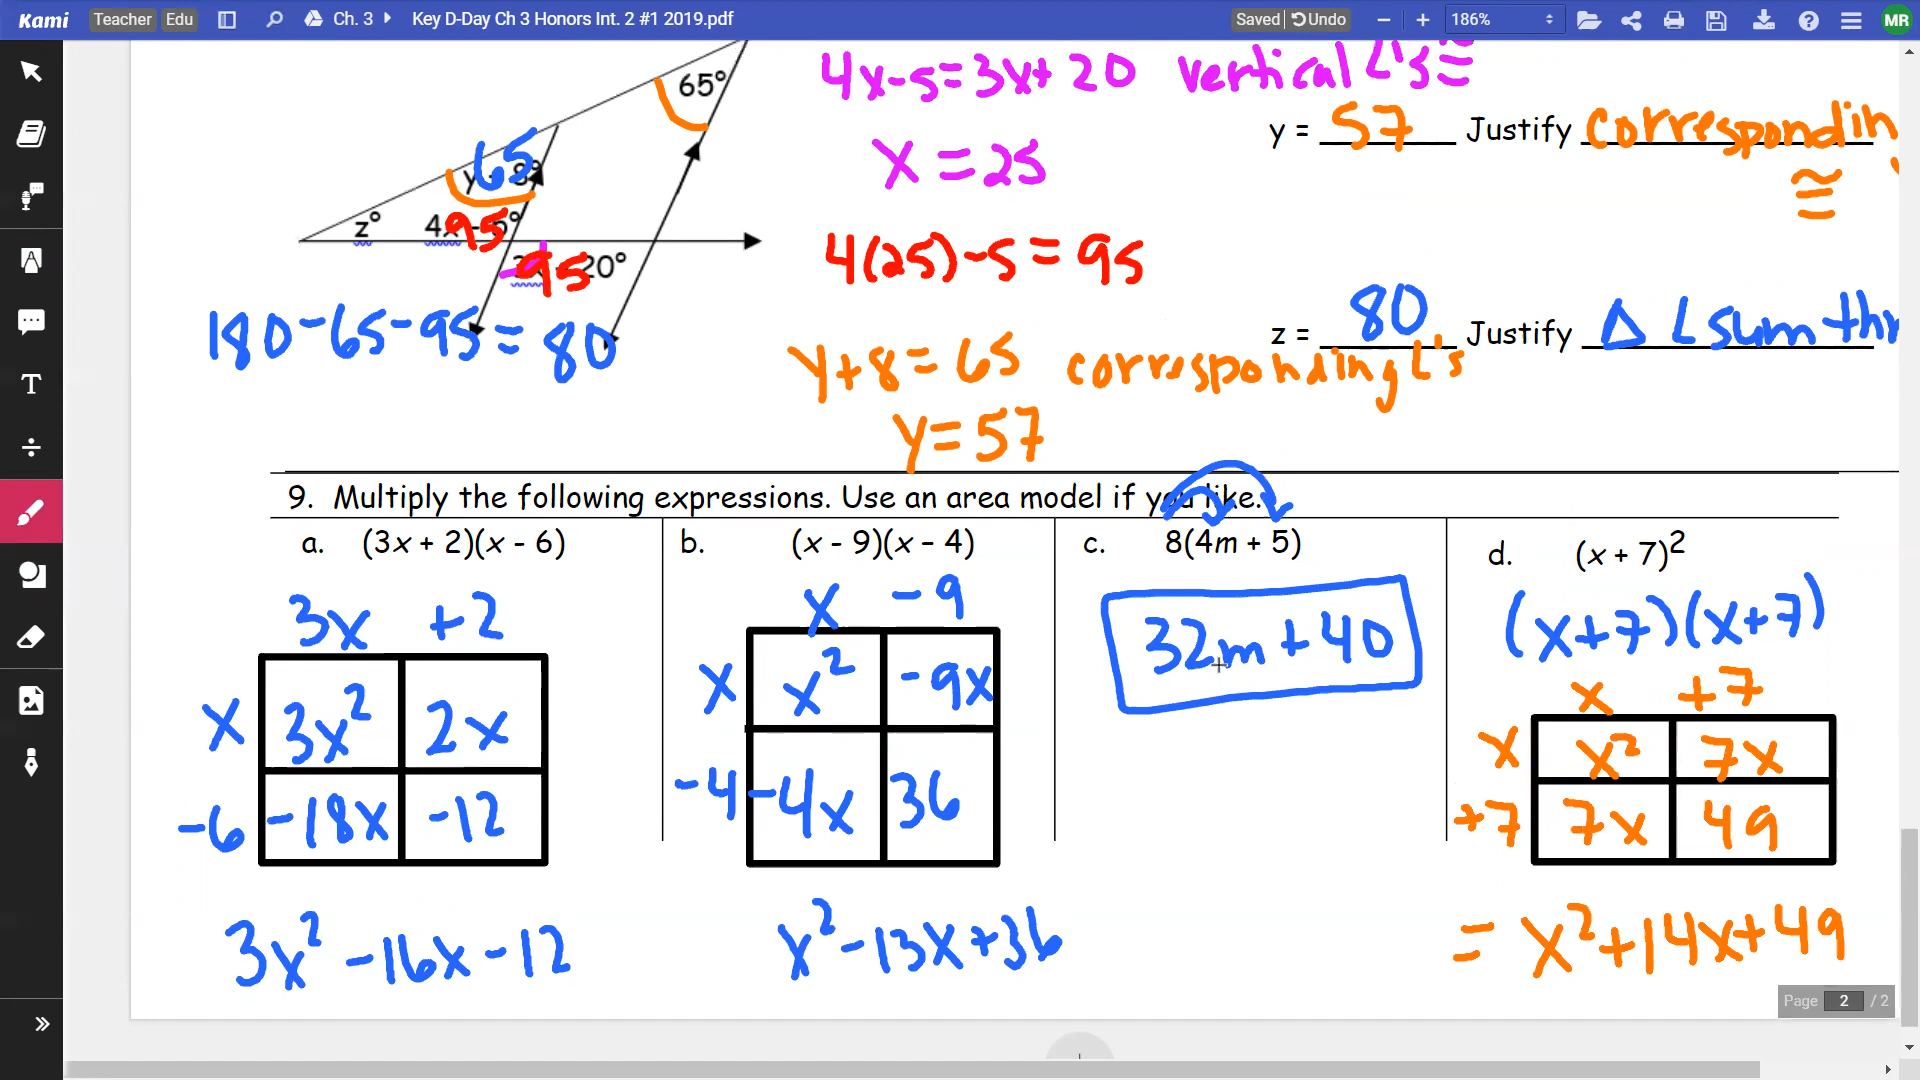 Kami Teacher Edu Ch. 3 Key D-Day Ch 3 Honors Int. 2 #1 2019.pdf Saved Undo 186% MR
65°
4x-5=3x+20 vertical ∠'s ≅
y = 57 Justify corresponding
≅
65
x = 25
z°
95
4(25)-5=95
95
20°
180-65-95=80
z = 80 Justify Δ ∠ sum thr
y+8=65 corresponding ∠'s
y=57
9. Multiply the following expressions. Use an area model if you like.
a. (3x + 2)(x - 6)
3x +2
x 3x² 2x
-6 -18x -12
3x²-16x-12
b. (x - 9)(x - 4)
x -9
x x² -9x
-4 -4x 36
x²-13x+36
c. 8(4m + 5)
32m+40
d. (x + 7)²
(x+7)(x+7)
x +7
x x² 7x
+7 7x 49
= x²+14x+49
Page 2 / 2